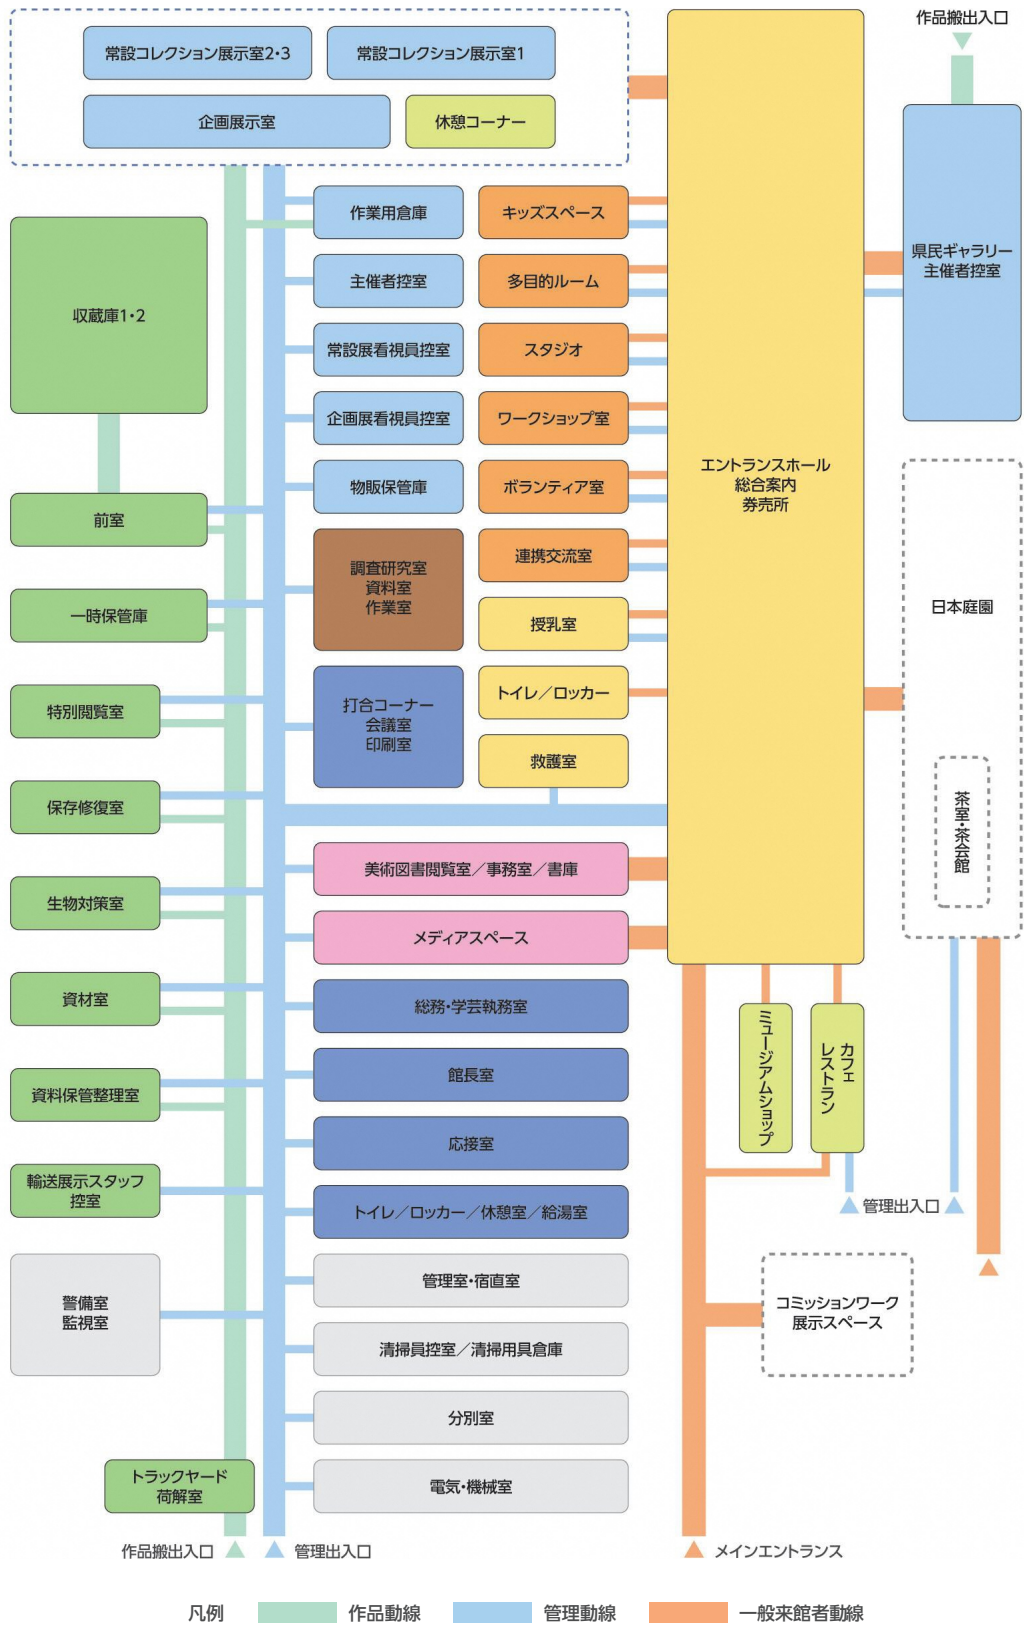 作品搬出入口
常設コレクション展示室2・3
常設コレクション展示室1
企画展示室
休憩コーナー
作業用倉庫
キッズスペース
県民ギャラリー
主催者控室
主催者控室
多目的ルーム
収蔵庫1・2
常設展看視員控室
スタジオ
企画展看視員控室
ワークショップ室
エントランスホール
総合案内
券売所
物販保管庫
ボランティア室
前室
調査研究室
資料室
作業室
連携交流室
一時保管庫
授乳室
日本庭園
特別閲覧室
打合コーナー
会議室
印刷室
トイレ／ロッカー
救護室
保存修復室
茶室・茶会館
美術図書閲覧室／事務室／書庫
生物対策室
メディアスペース
資材室
総務・学芸執務室
ミュージアムショップ
カフェ
レストラン
資料保管整理室
館長室
応接室
輸送展示スタッフ
控室
トイレ／ロッカー／休憩室／給湯室
管理出入口
警備室
監視室
管理室・宿直室
コミッションワーク
展示スペース
清掃員控室／清掃用具倉庫
分別室
トラックヤード
荷解室
電気・機械室
作品搬出入口
管理出入口
メインエントランス
凡例
作品動線
管理動線
一般来館者動線